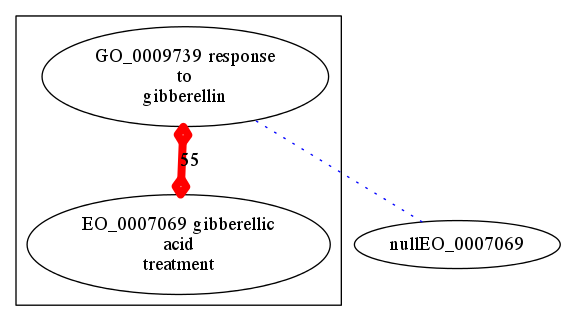 GO_0009739 response
to
gibberellin
55
EO_0007069 gibberellic
acid
treatment
nullEO_0007069